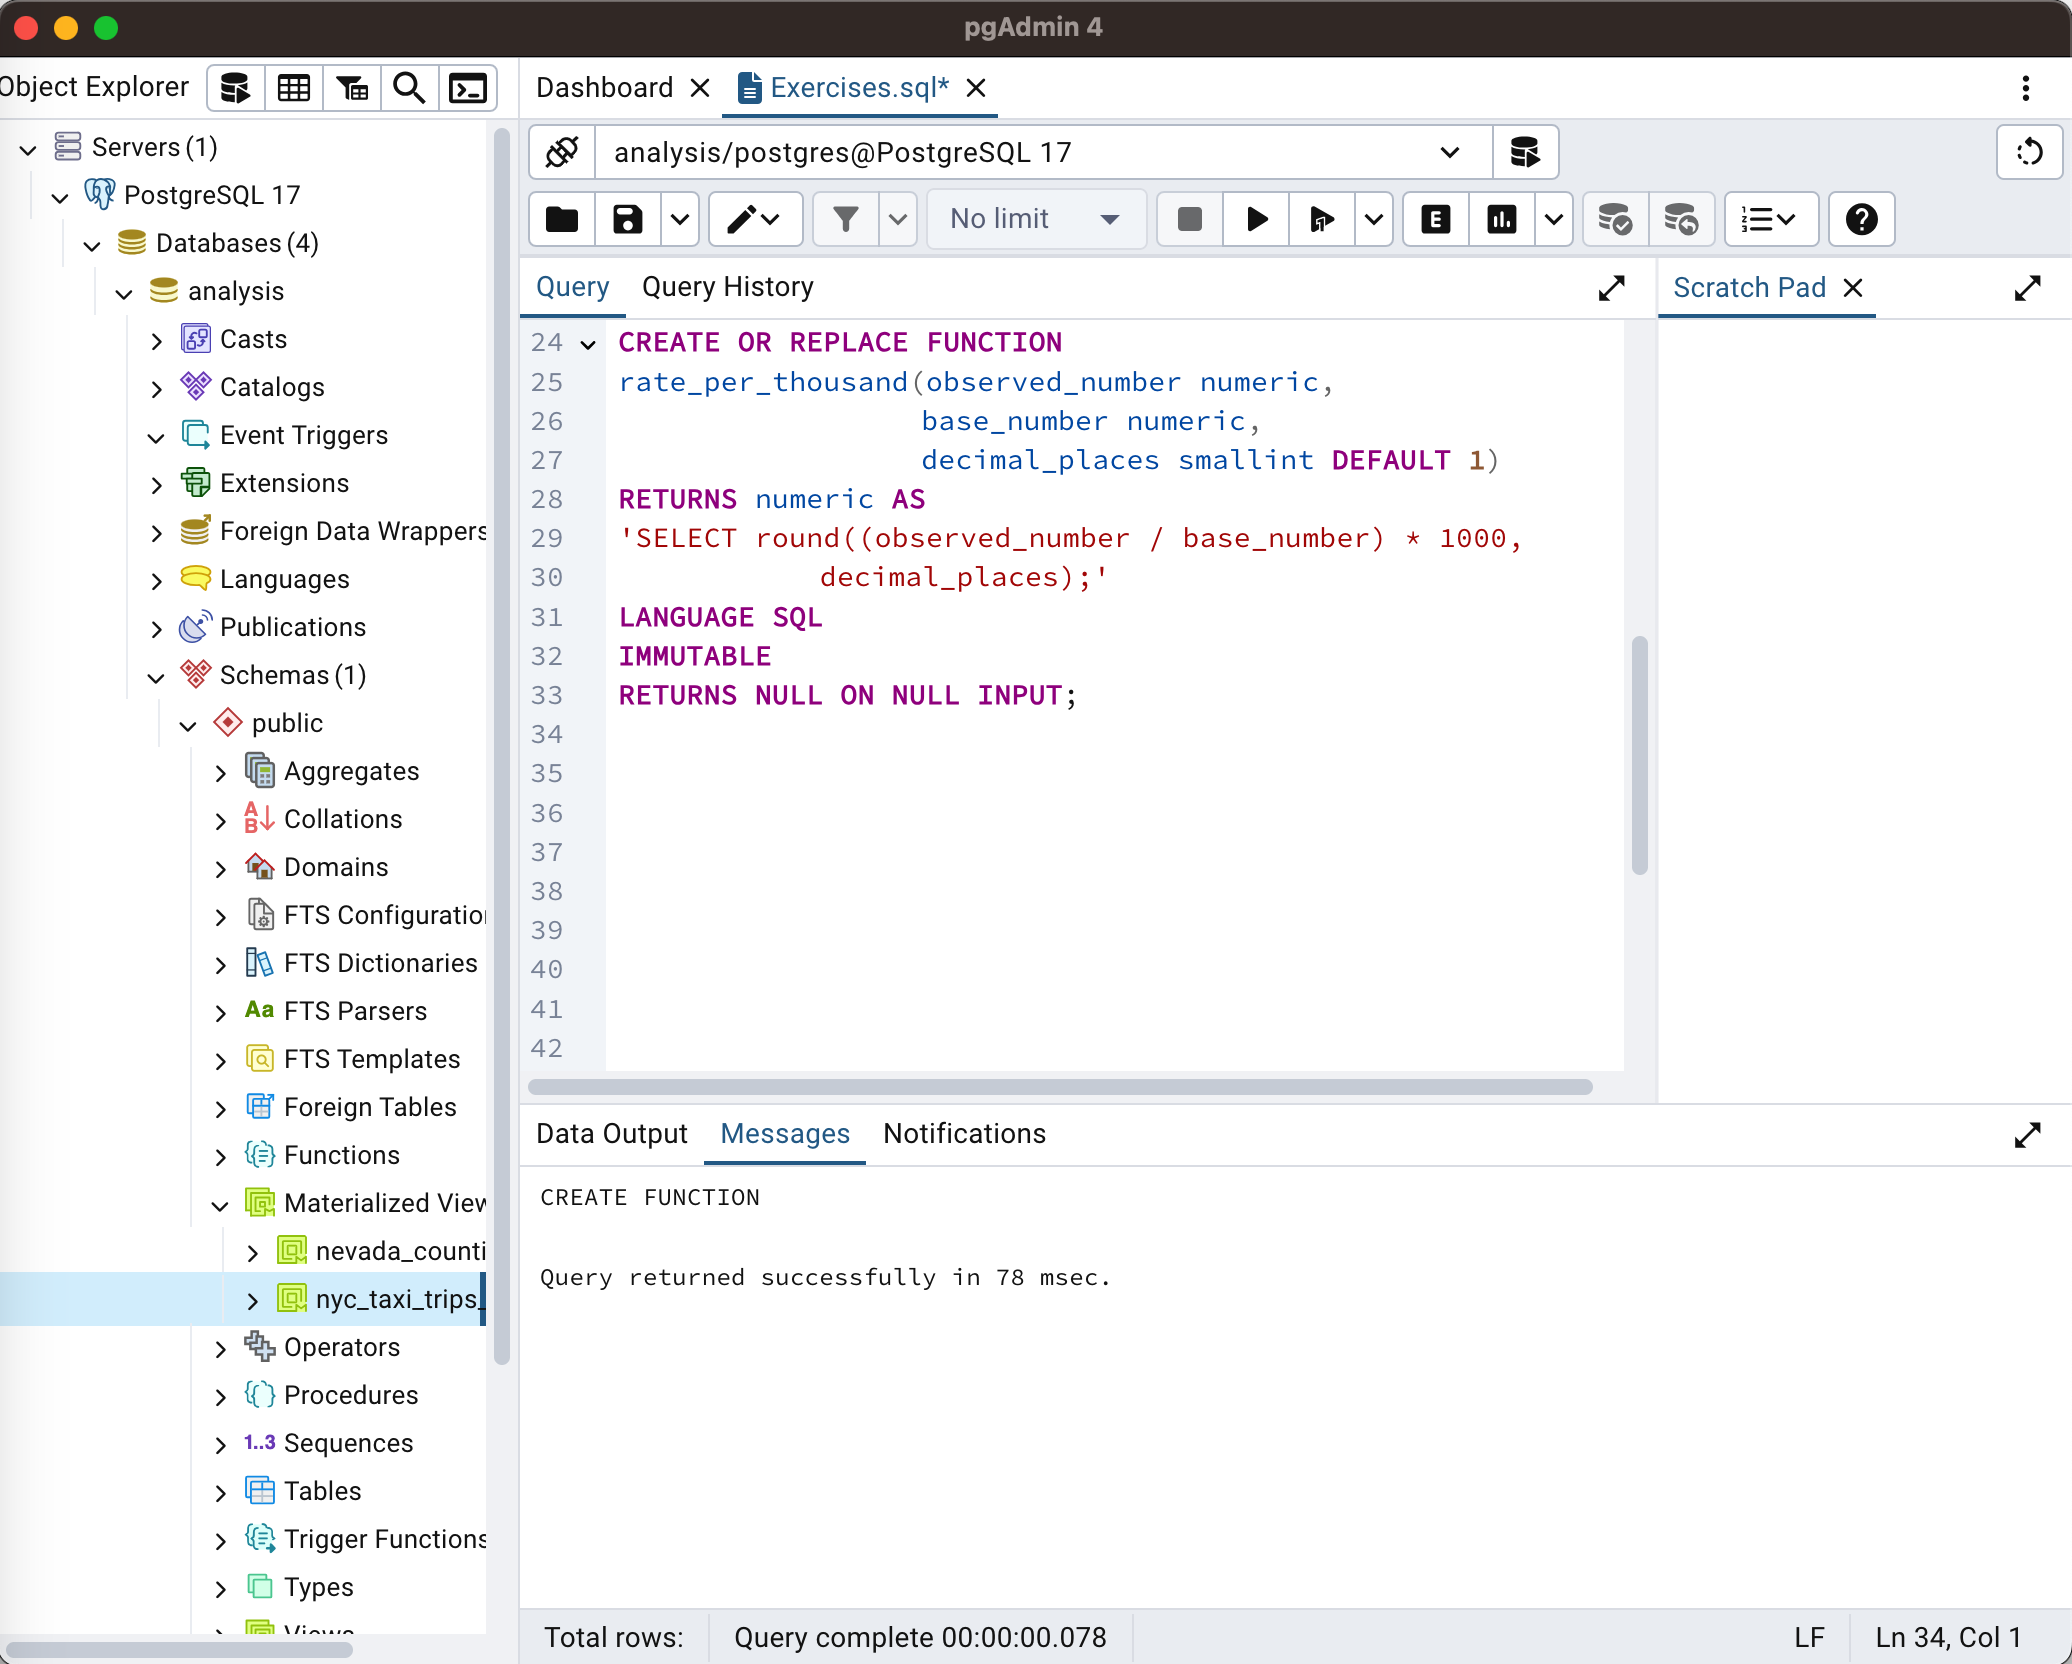 pgAdmin 4
Object Explorer
Dashboard
Exercises.sql*
Servers (1)
PostgreSQL 17
Databases (4)
analysis
Casts
Catalogs
Event Triggers
Extensions
Foreign Data Wrappers
Languages
Publications
Schemas (1)
public
Aggregates
Collations
Domains
FTS Configuratio
FTS Dictionaries
Aa FTS Parsers
FTS Templates
Foreign Tables
Functions
Materialized View
nevada_counti
nyc_taxi_trips_
Operators
Procedures
1..3 Sequences
Tables
Trigger Functions
Types
Views
analysis/postgres@PostgreSQL 17
No limit
E
Query Query History
Scratch Pad
24 CREATE OR REPLACE FUNCTION
25 rate_per_thousand(observed_number numeric,
26 base_number numeric,
27 decimal_places smallint DEFAULT 1)
28 RETURNS numeric AS
29 'SELECT round((observed_number / base_number) * 1000,
30 decimal_places);'
31 LANGUAGE SQL
32 IMMUTABLE
33 RETURNS NULL ON NULL INPUT;
34
35
36
37
38
39
40
41
42
Data Output Messages Notifications
CREATE FUNCTION
Query returned successfully in 78 msec.
Total rows: Query complete 00:00:00.078 LF Ln 34, Col 1